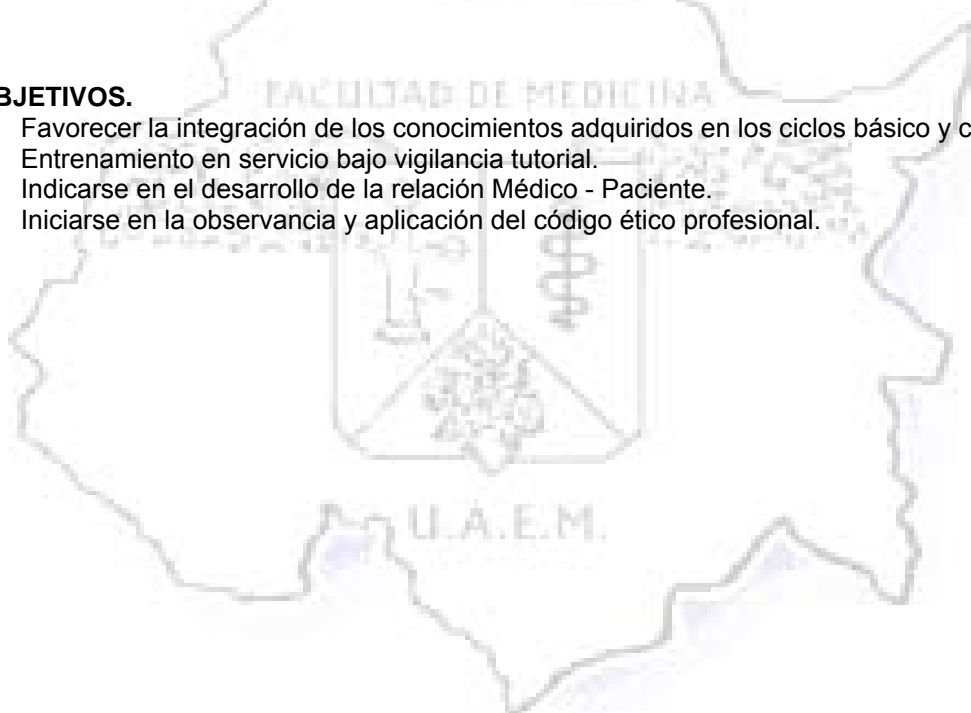 BJETIVOS.
FACULTAD DE MEDICINA
Favorecer la integración de los conocimientos adquiridos en los ciclos básico y c
Entrenamiento en servicio bajo vigilancia tutorial.
Indicarse en el desarrollo de la relación Médico - Paciente.
Iniciarse en la observancia y aplicación del código ético profesional.
U.A.E.M.